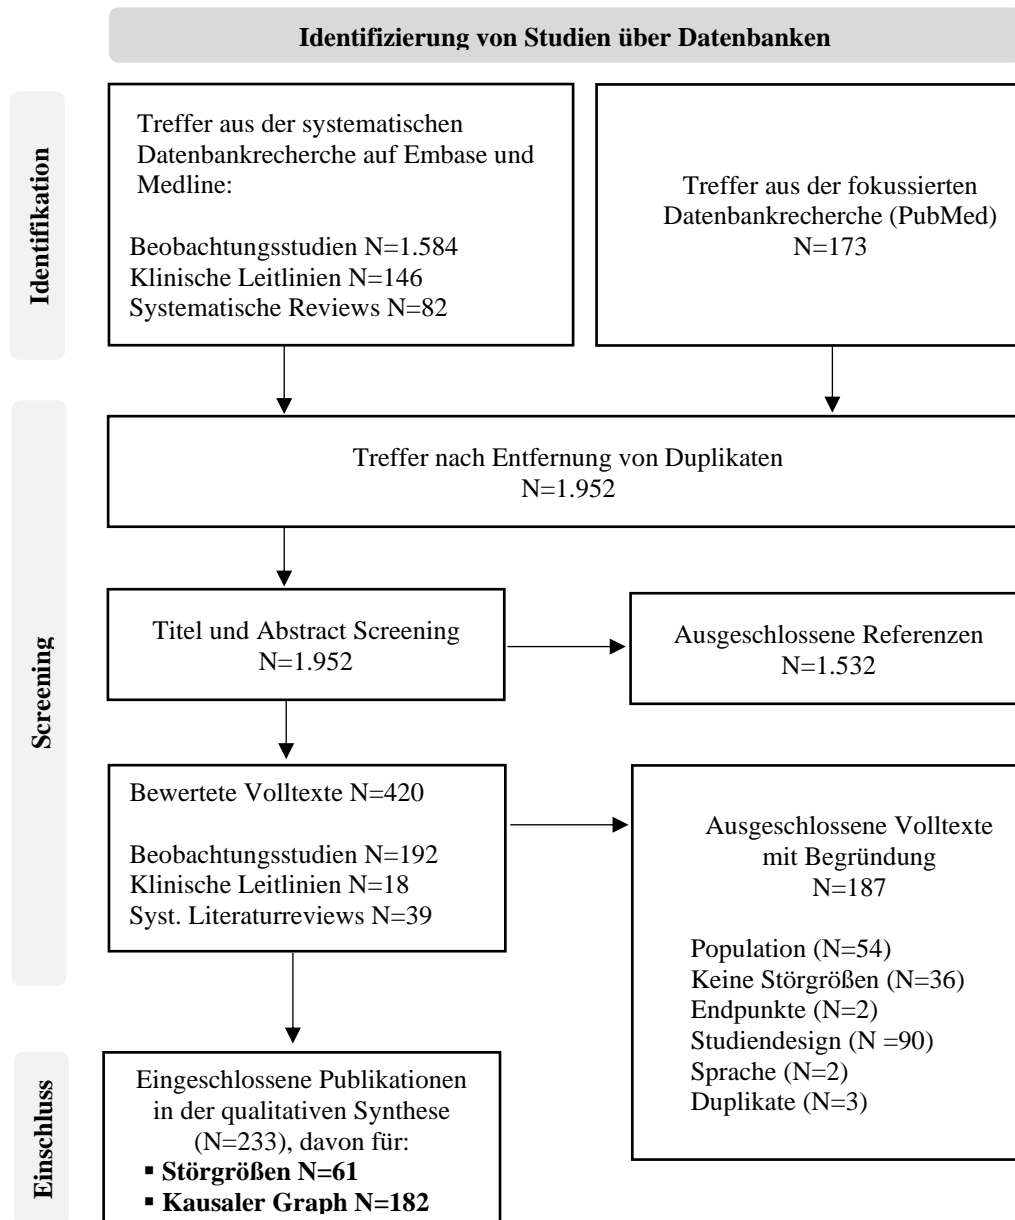 Identifizierung von Studien über Datenbanken
Identifikation
Treffer aus der systematischen
Datenbankrecherche auf Embase und
Medline:
Beobachtungsstudien N=1.584
Klinische Leitlinien N=146
Systematische Reviews N=82
Treffer aus der fokussierten
Datenbankrecherche (PubMed)
N=173
Screening
Treffer nach Entfernung von Duplikaten
N=1.952
Titel und Abstract Screening
N=1.952
Ausgeschlossene Referenzen
N=1.532
Bewertete Volltexte N=420
Beobachtungsstudien N=192
Klinische Leitlinien N=18
Syst. Literaturreviews N=39
Ausgeschlossene Volltexte
mit Begründung
N=187
Population (N=54)
Keine Störgrößen (N=36)
Endpunkte (N=2)
Studiendesign (N =90)
Sprache (N=2)
Duplikate (N=3)
Einschluss
Eingeschlossene Publikationen
in der qualitativen Synthese
(N=233), davon für:
▪ Störgrößen N=61
▪ Kausaler Graph N=182